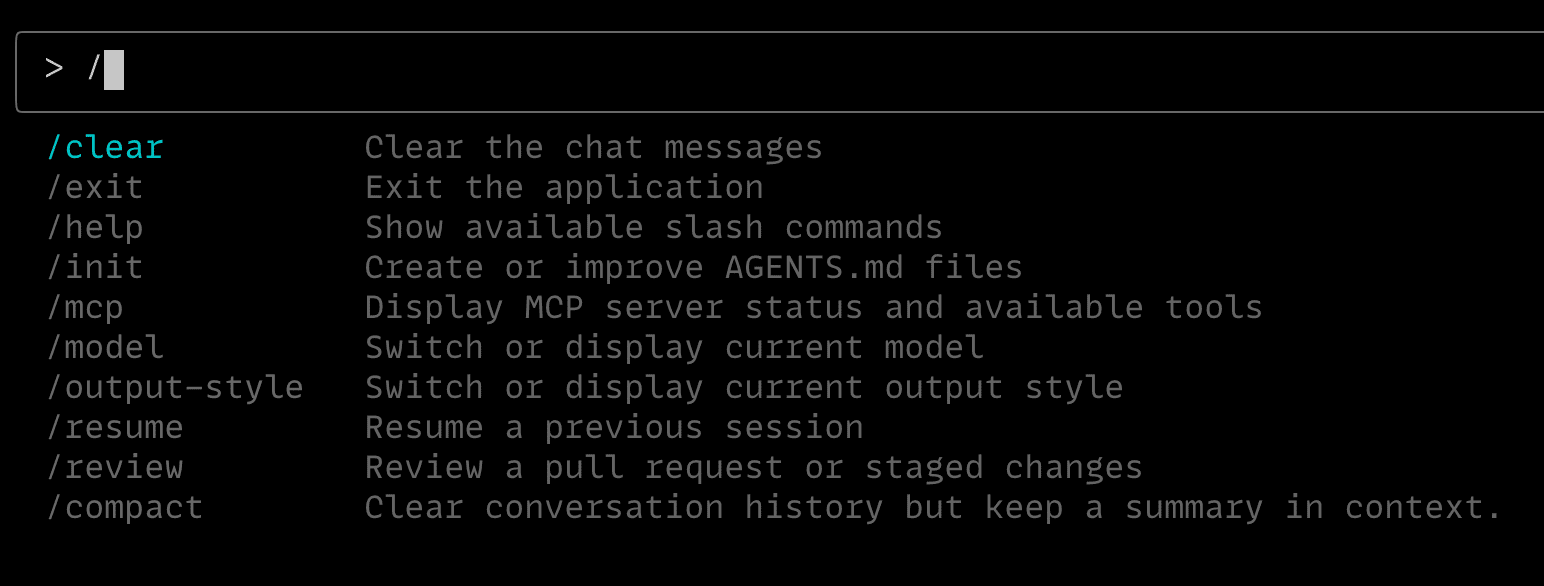 > /
/clear Clear the chat messages
/exit Exit the application
/help Show available slash commands
/init Create or improve AGENTS.md files
/mcp Display MCP server status and available tools
/model Switch or display current model
/output-style Switch or display current output style
/resume Resume a previous session
/review Review a pull request or staged changes
/compact Clear conversation history but keep a summary in context.